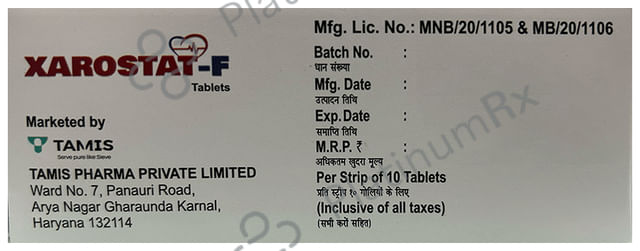 XAROSTAT-F
Tablets
Marketed by
TAMIS
Serve pure like Sieve
TAMIS PHARMA PRIVATE LIMITED
Ward No. 7, Panauri Road,
Arya Nagar Gharaunda Karnal,
Haryana 132114
Mfg. Lic. No.: MNB/20/1105 & MB/20/1106
Batch No. :
धान संख्या
Mfg. Date :
उत्पादन तिथि
Exp. Date :
समाप्ति तिथि
M.R.P. ₹ :
अधिकतम खुदरा मूल्य
Per Strip of 10 Tablets
प्रति स्ट्रीप १० गोलियों के लिए
(Inclusive of all taxes)
(सभी करों सहित)
PlatinumRx